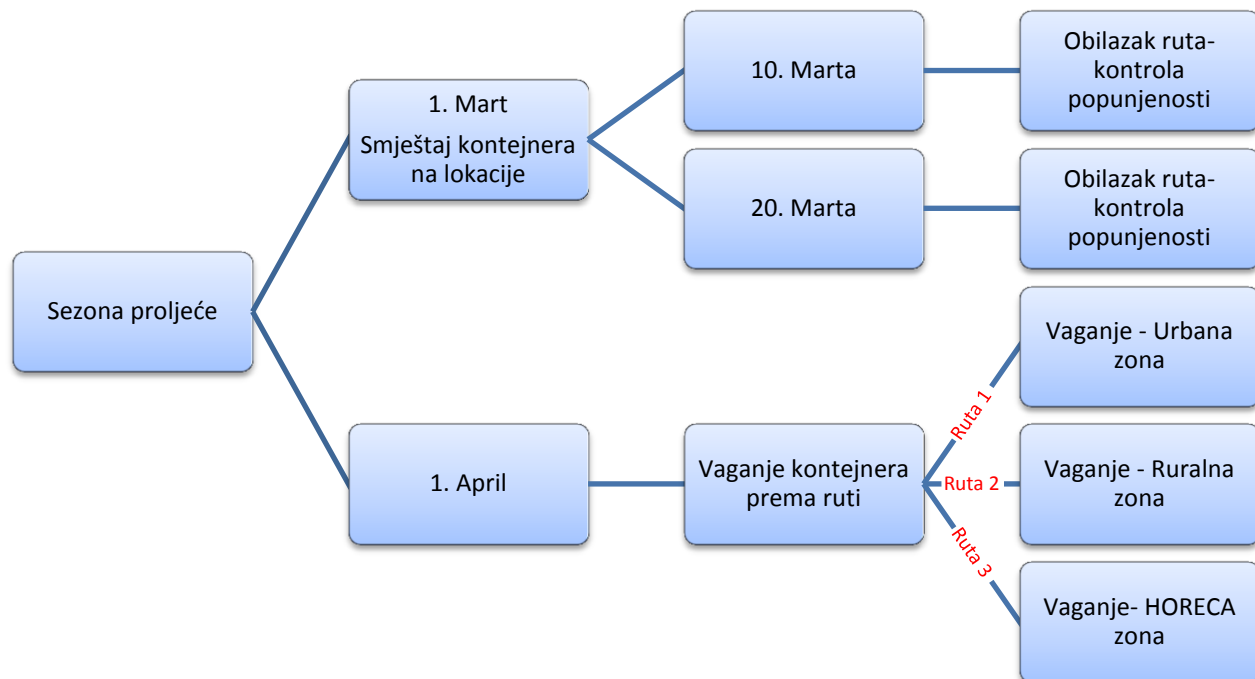 Sezona proljeće
1. Mart
Smještaj kontejnera
na lokacije
10. Marta
Obilazak ruta-
kontrola
popunjenosti
20. Marta
Obilazak ruta-
kontrola
popunjenosti
1. April
Vaganje kontejnera
prema ruti
Ruta 1
Vaganje - Urbana
zona
Ruta 2
Vaganje - Ruralna
zona
Ruta 3
Vaganje- HORECA
zona